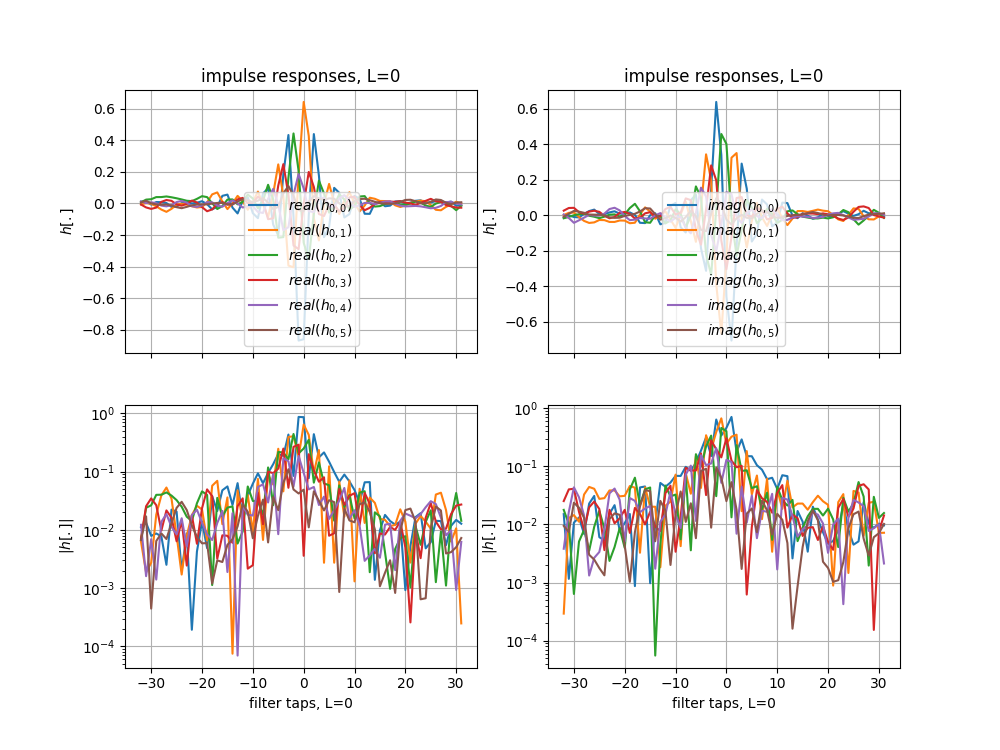 impulse responses, L=0
h[.]
0.6
0.4
0.2
0.0
−0.2
−0.4
−0.6
−0.8
real(h0,0)
real(h0,1)
real(h0,2)
real(h0,3)
real(h0,4)
real(h0,5)
impulse responses, L=0
h[.]
0.6
0.4
0.2
0.0
−0.2
−0.4
−0.6
imag(h0,0)
imag(h0,1)
imag(h0,2)
imag(h0,3)
imag(h0,4)
imag(h0,5)
|h[.]|
10⁰
10⁻¹
10⁻²
10⁻³
10⁻⁴
−30 −20 −10 0 10 20 30
filter taps, L=0
|h[.]|
10⁰
10⁻¹
10⁻²
10⁻³
10⁻⁴
−30 −20 −10 0 10 20 30
filter taps, L=0